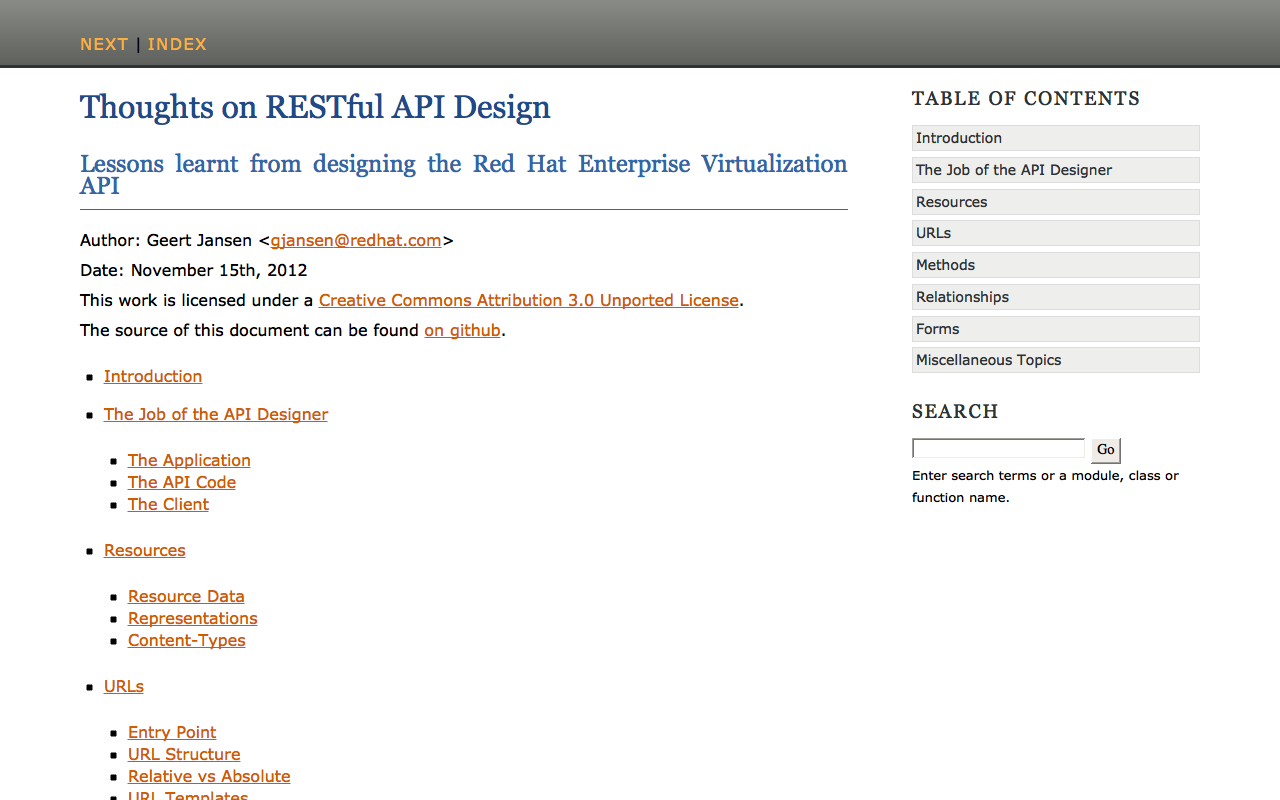 NEXT | INDEX
Thoughts on RESTful API Design
Lessons learnt from designing the Red Hat Enterprise Virtualization
API
Author: Geert Jansen <gjansen@redhat.com>
Date: November 15th, 2012
This work is licensed under a Creative Commons Attribution 3.0 Unported License.
The source of this document can be found on github.
Introduction
The Job of the API Designer
The Application
The API Code
The Client
Resources
Resource Data
Representations
Content-Types
URLs
Entry Point
URL Structure
Relative vs Absolute
URL Templates
TABLE OF CONTENTS
Introduction
The Job of the API Designer
Resources
URLs
Methods
Relationships
Forms
Miscellaneous Topics
SEARCH
Go
Enter search terms or a module, class or
function name.